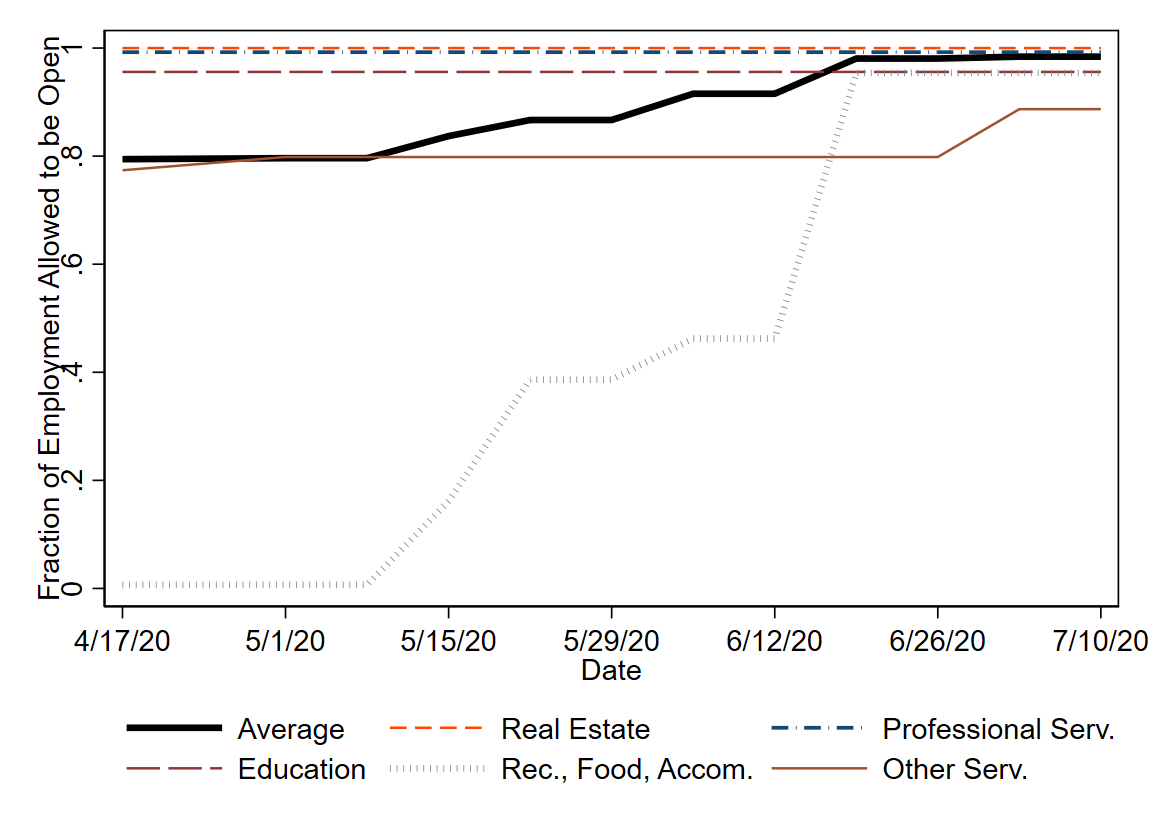 Fraction of Employment Allowed to be Open
1
.8
.6
.4
.2
0
4/17/20 5/1/20 5/15/20 5/29/20 6/12/20 6/26/20 7/10/20
Date
Average Real Estate Professional Serv.
Education Rec., Food, Accom. Other Serv.